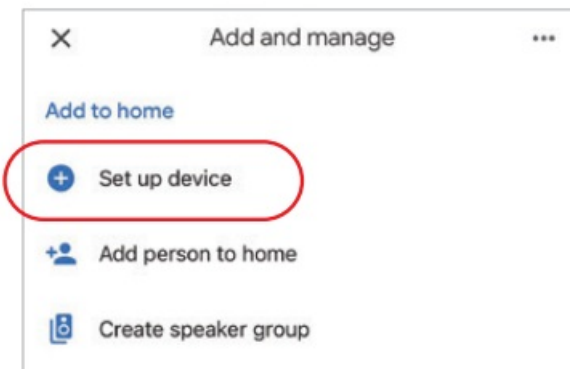 Add and manage
Add to home
Set up device
Add person to home
Create speaker group